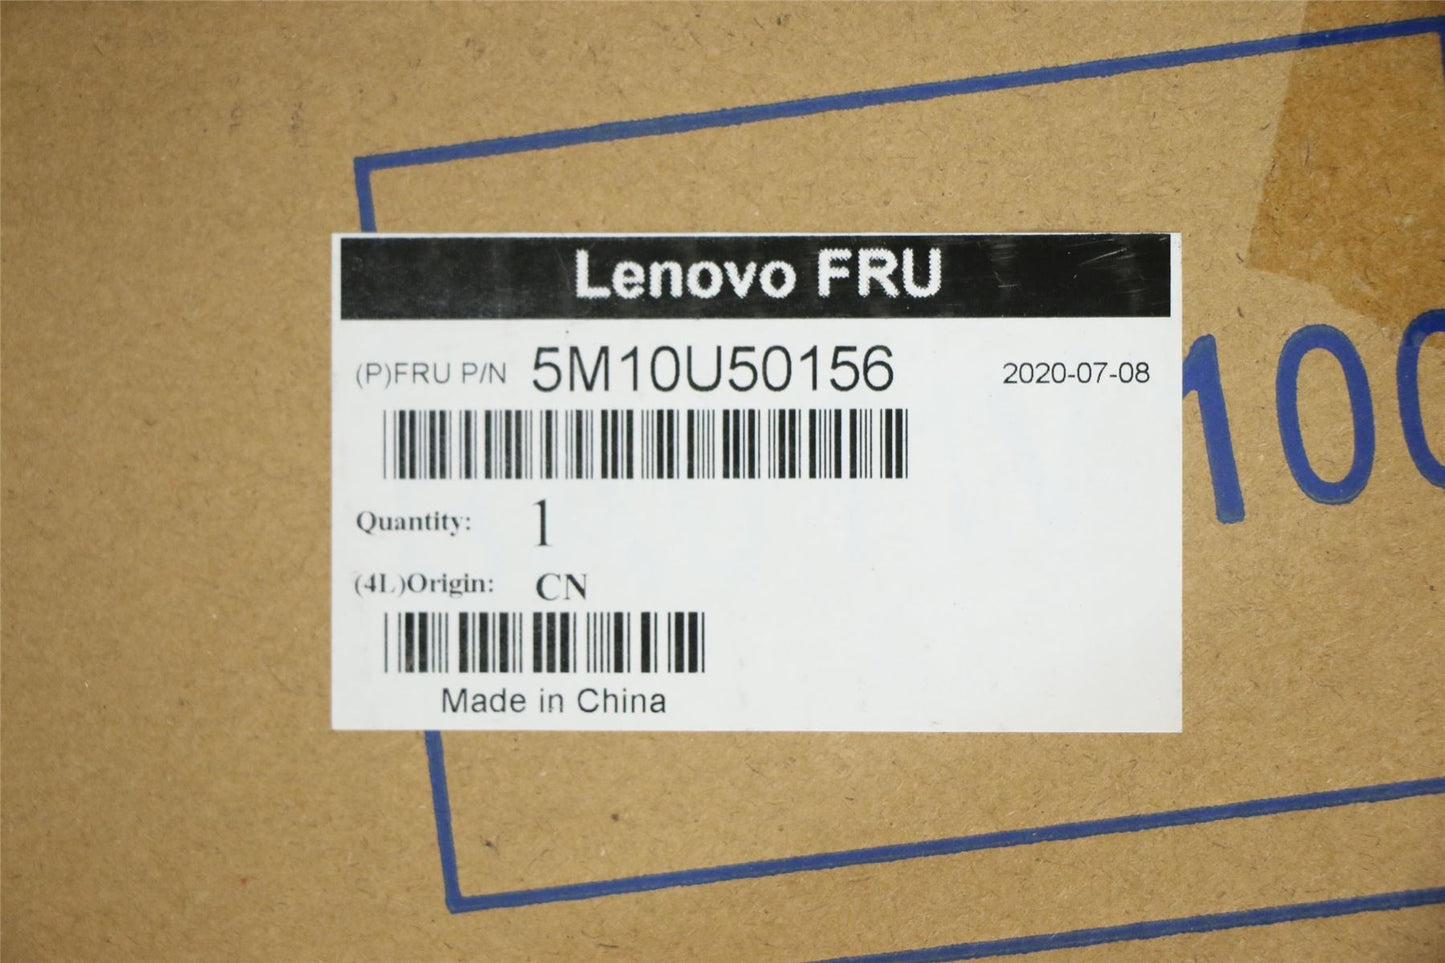 Lenovo FRU
(P)FRU P/N 5M10U50156 2020-07-08
Quantity: 1
(4L)Origin: CN
Made in China